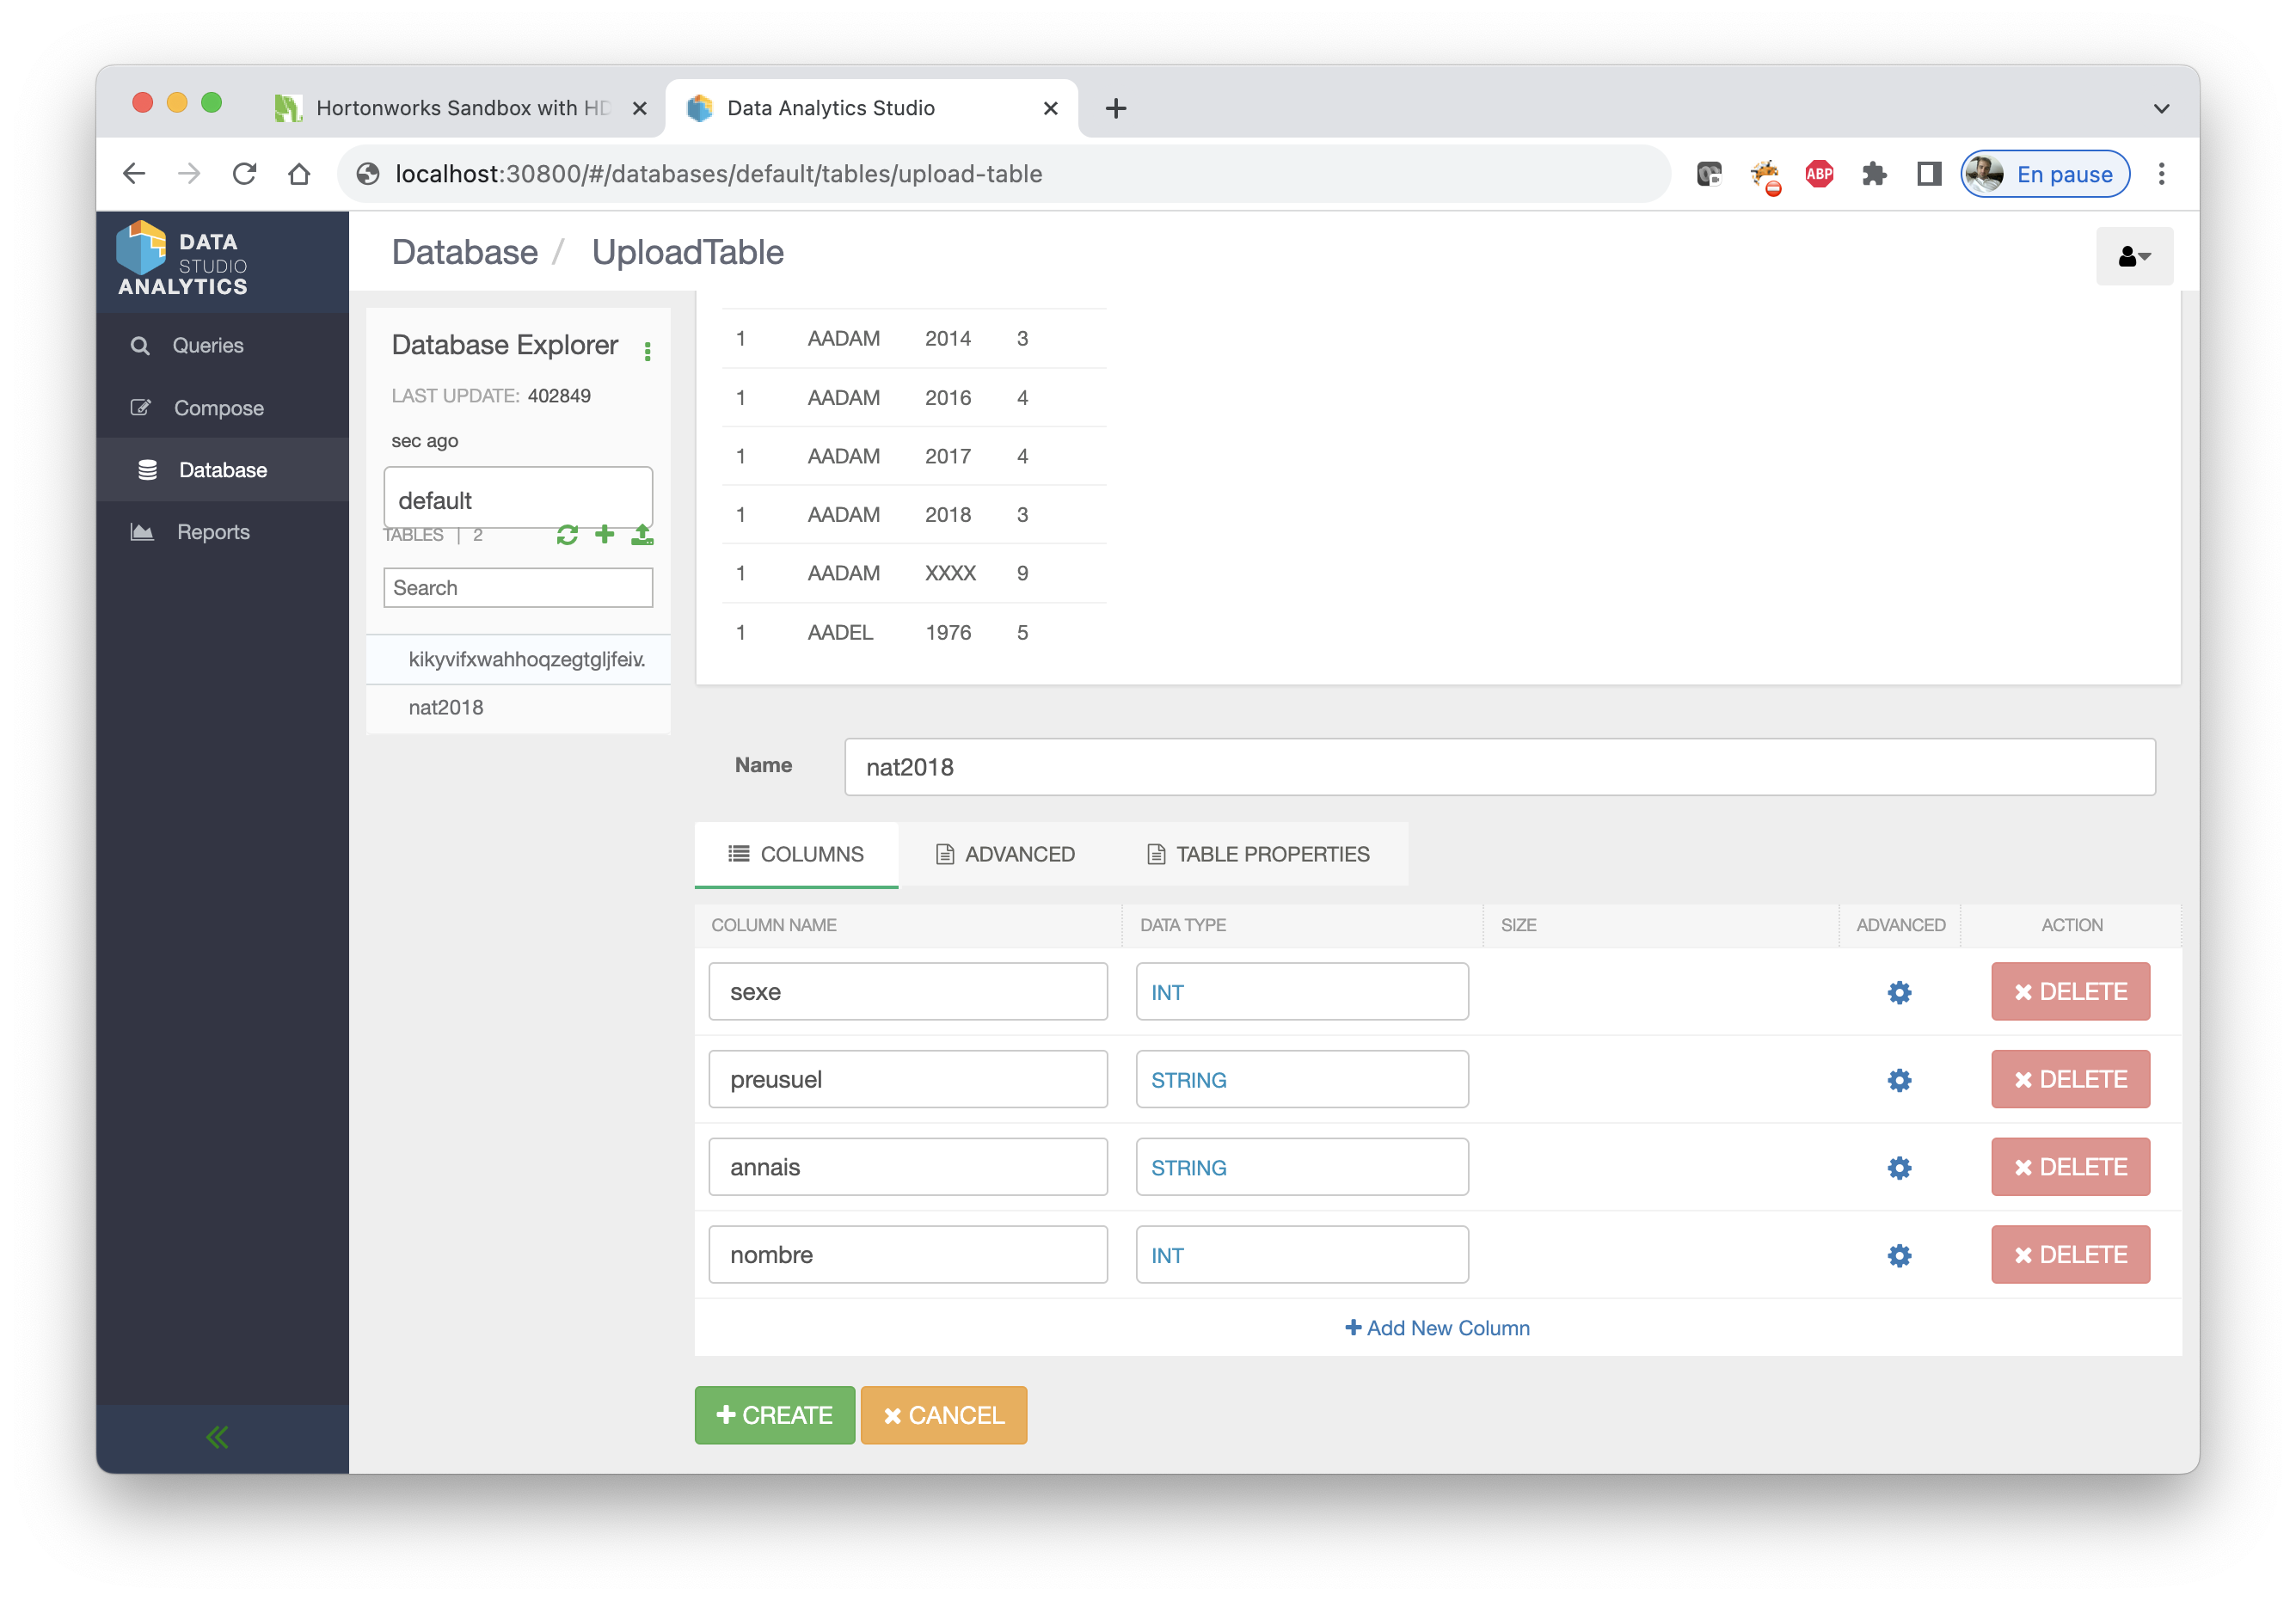 Hortonworks Sandbox with HD
Data Analytics Studio
localhost:30800/#/databases/default/tables/upload-table
ABP
En pause
DATA
STUDIO
ANALYTICS
Queries
Compose
Database
Reports
Database / UploadTable
Database Explorer
LAST UPDATE: 402849
sec ago
default
TABLES | 2
Search
kikyvifxwahhoqzegtgljfeiv.
nat2018
1 AADAM 2014 3
1 AADAM 2016 4
1 AADAM 2017 4
1 AADAM 2018 3
1 AADAM XXXX 9
1 AADEL 1976 5
Name nat2018
COLUMNS ADVANCED TABLE PROPERTIES
COLUMN NAME DATA TYPE SIZE ADVANCED ACTION
sexe INT DELETE
preusuel STRING DELETE
annais STRING DELETE
nombre INT DELETE
Add New Column
CREATE CANCEL